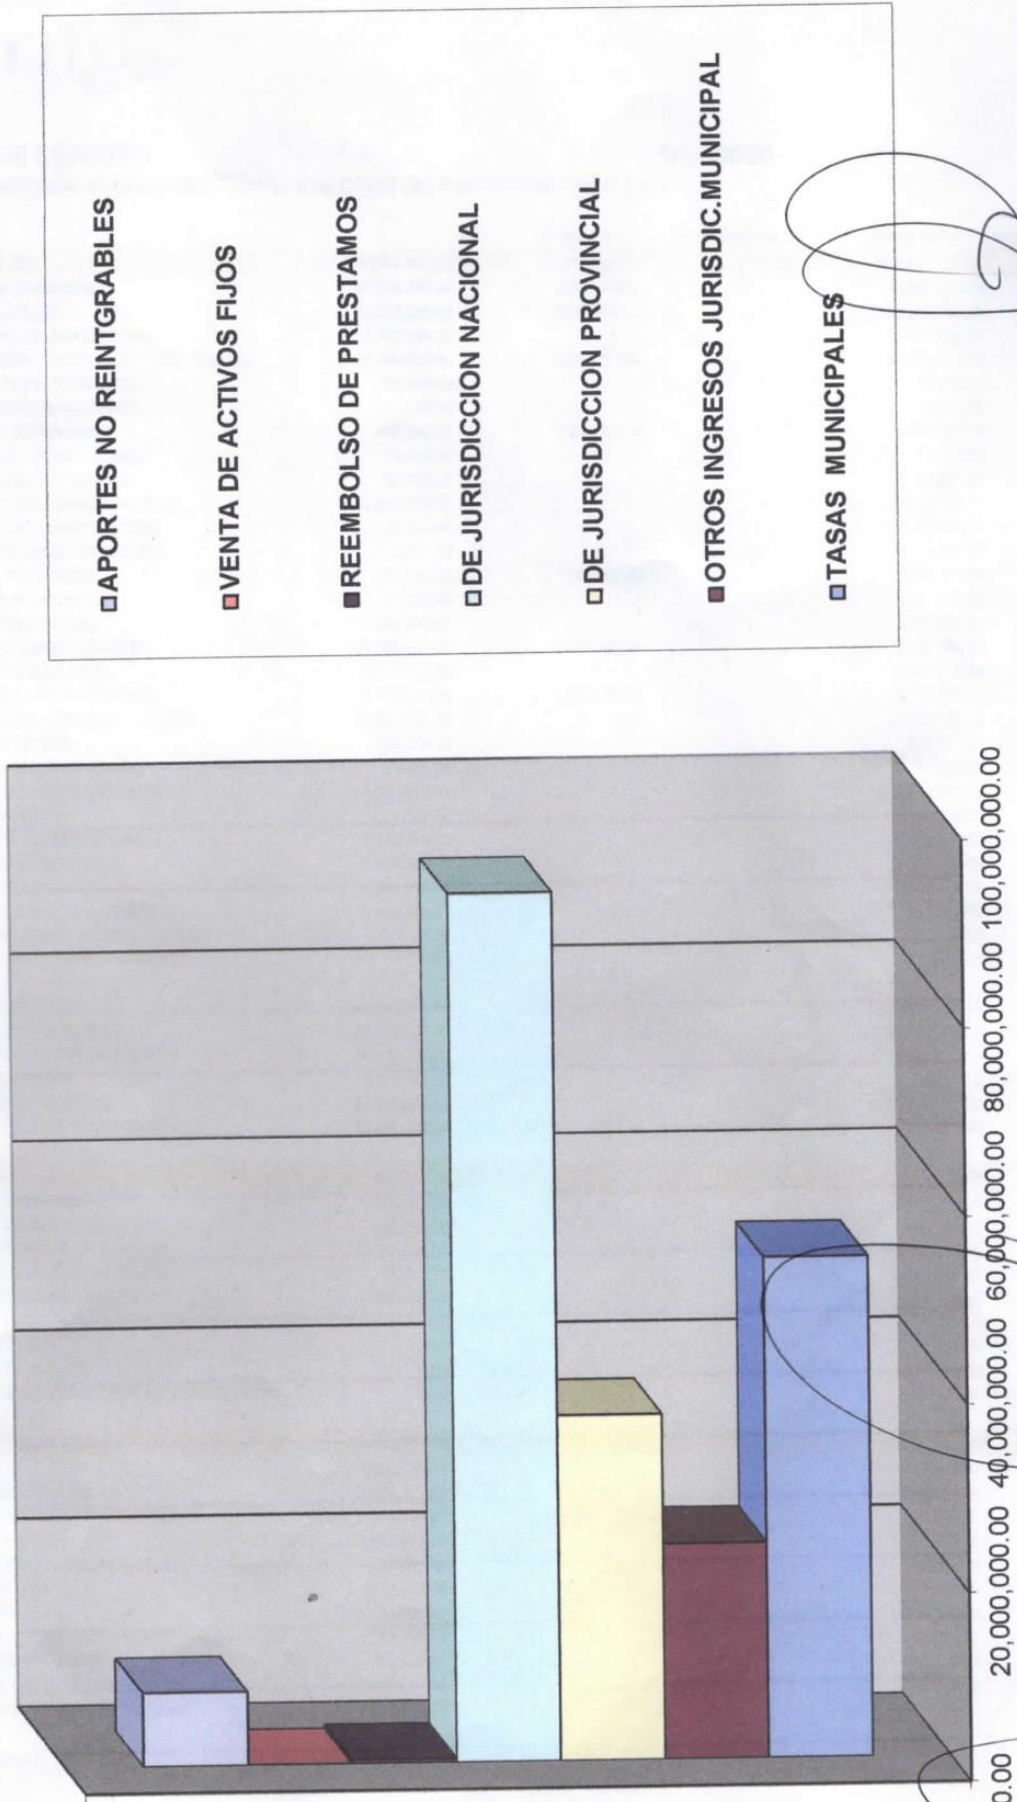 APORTES NO REINTGRABLES
VENTA DE ACTIVOS FIJOS
REEMBOLSO DE PRESTAMOS
DE JURISDICCION NACIONAL
DE JURISDICCION PROVINCIAL
OTROS INGRESOS JURISDIC.MUNICIPAL
TASAS MUNICIPALES
0.00 20,000,000.00 40,000,000.00 60,000,000.00 80,000,000.00 100,000,000.00